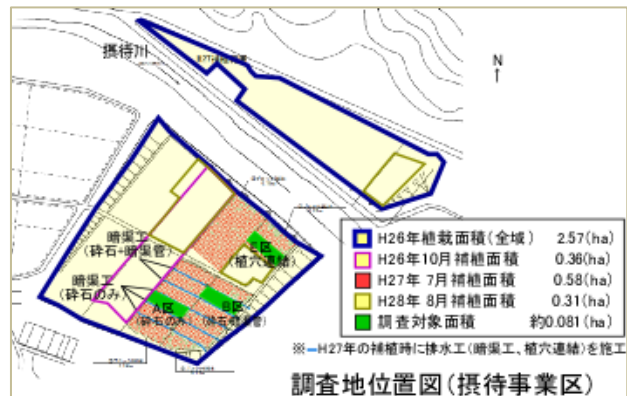 摂待川
N
暗渠工
(砕石+暗渠管)
暗渠工
(砕石のみ)
E区
(植穴連結)
A区
(砕石のみ)
B区
(砕石+暗渠管)
H26年植栽面積(全域) 2.57(ha)
H26年10月補植面積 0.36(ha)
H27年 7月補植面積 0.58(ha)
H28年 8月補植面積 0.31(ha)
調査対象面積 約0.081(ha)
※―H27年の補植時に排水工(暗渠工、植穴連結)を施工
調査地位置図(摂待事業区)